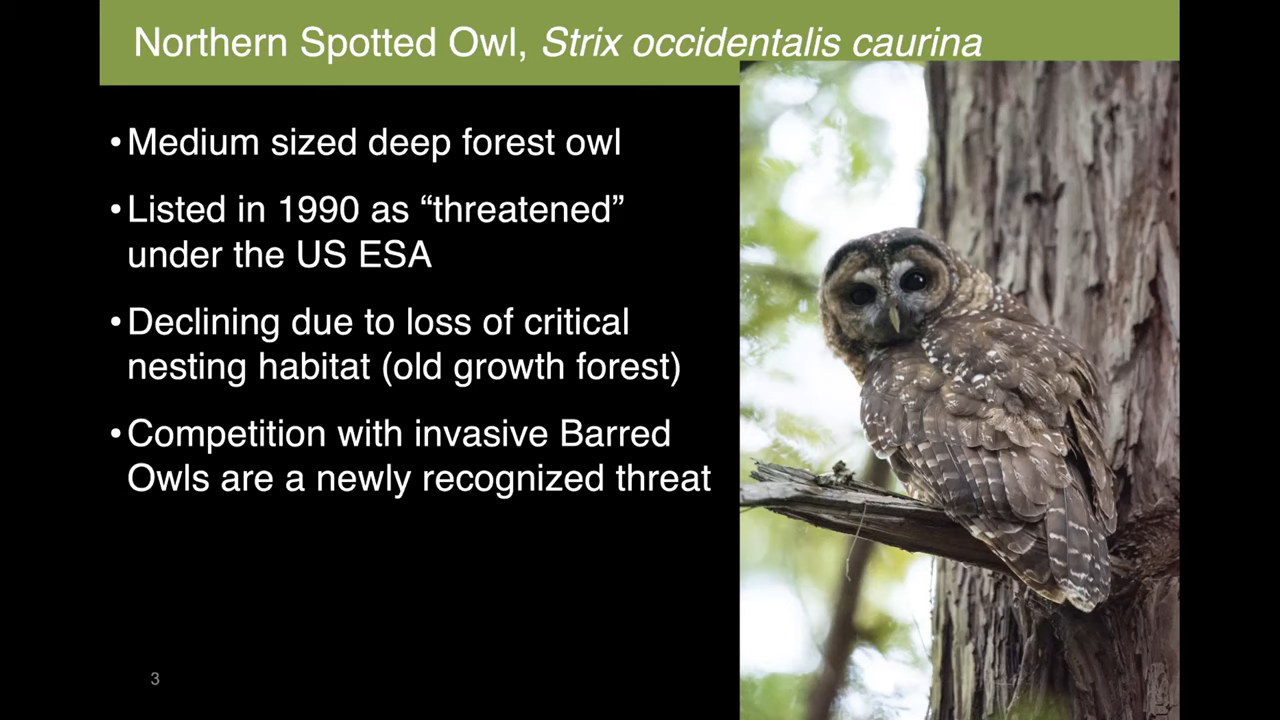 Northern Spotted Owl, Strix occidentalis caurina
•Medium sized deep forest owl
•Listed in 1990 as “threatened”
under the US ESA
•Declining due to loss of critical
nesting habitat (old growth forest)
•Competition with invasive Barred
Owls are a newly recognized threat
3